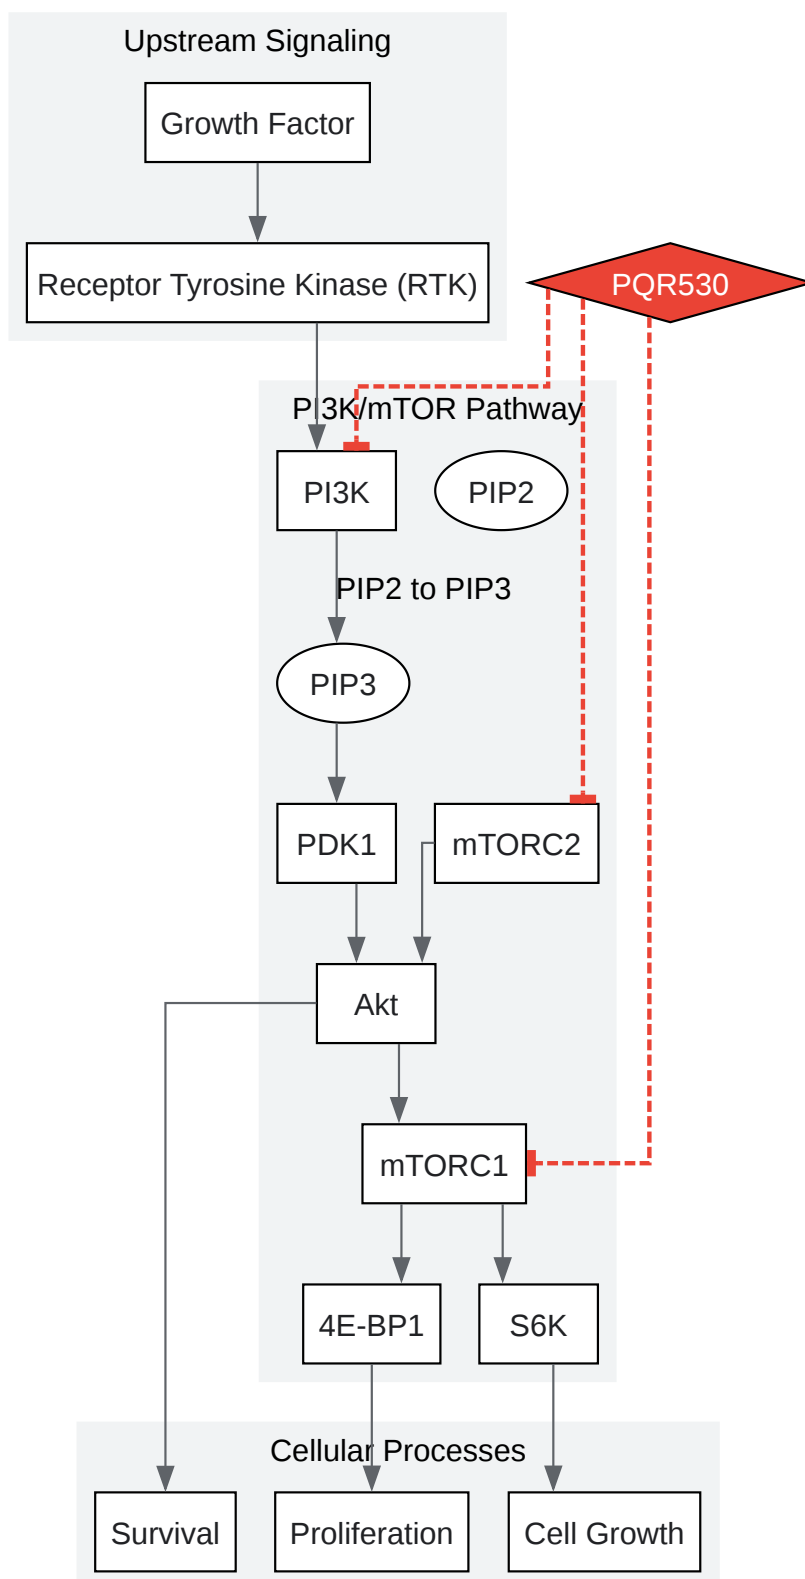 Upstream Signaling
Growth Factor
Receptor Tyrosine Kinase (RTK)
PQR530
PI3K/mTOR Pathway
PI3K
PIP2
PIP2 to PIP3
PIP3
PDK1
mTORC2
Akt
mTORC1
4E-BP1
S6K
Cellular Processes
Survival
Proliferation
Cell Growth